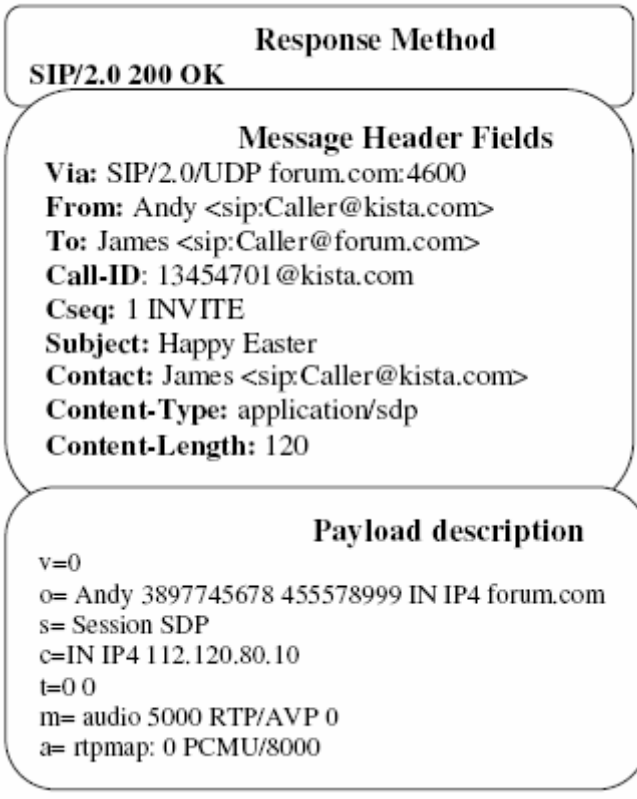 Response Method
SIP/2.0 200 OK
Message Header Fields
Via: SIP/2.0/UDP forum.com:4600
From: Andy <sip:Caller@kista.com>
To: James <sip:Caller@forum.com>
Call-ID: 13454701@kista.com
Cseq: 1 INVITE
Subject: Happy Easter
Contact: James <sip:Caller@kista.com>
Content-Type: application/sdp
Content-Length: 120
Payload description
v=0
o= Andy 3897745678 455578999 IN IP4 forum.com
s= Session SDP
c=IN IP4 112.120.80.10
t=0 0
m= audio 5000 RTP/AVP 0
a= rtpmap: 0 PCMU/8000